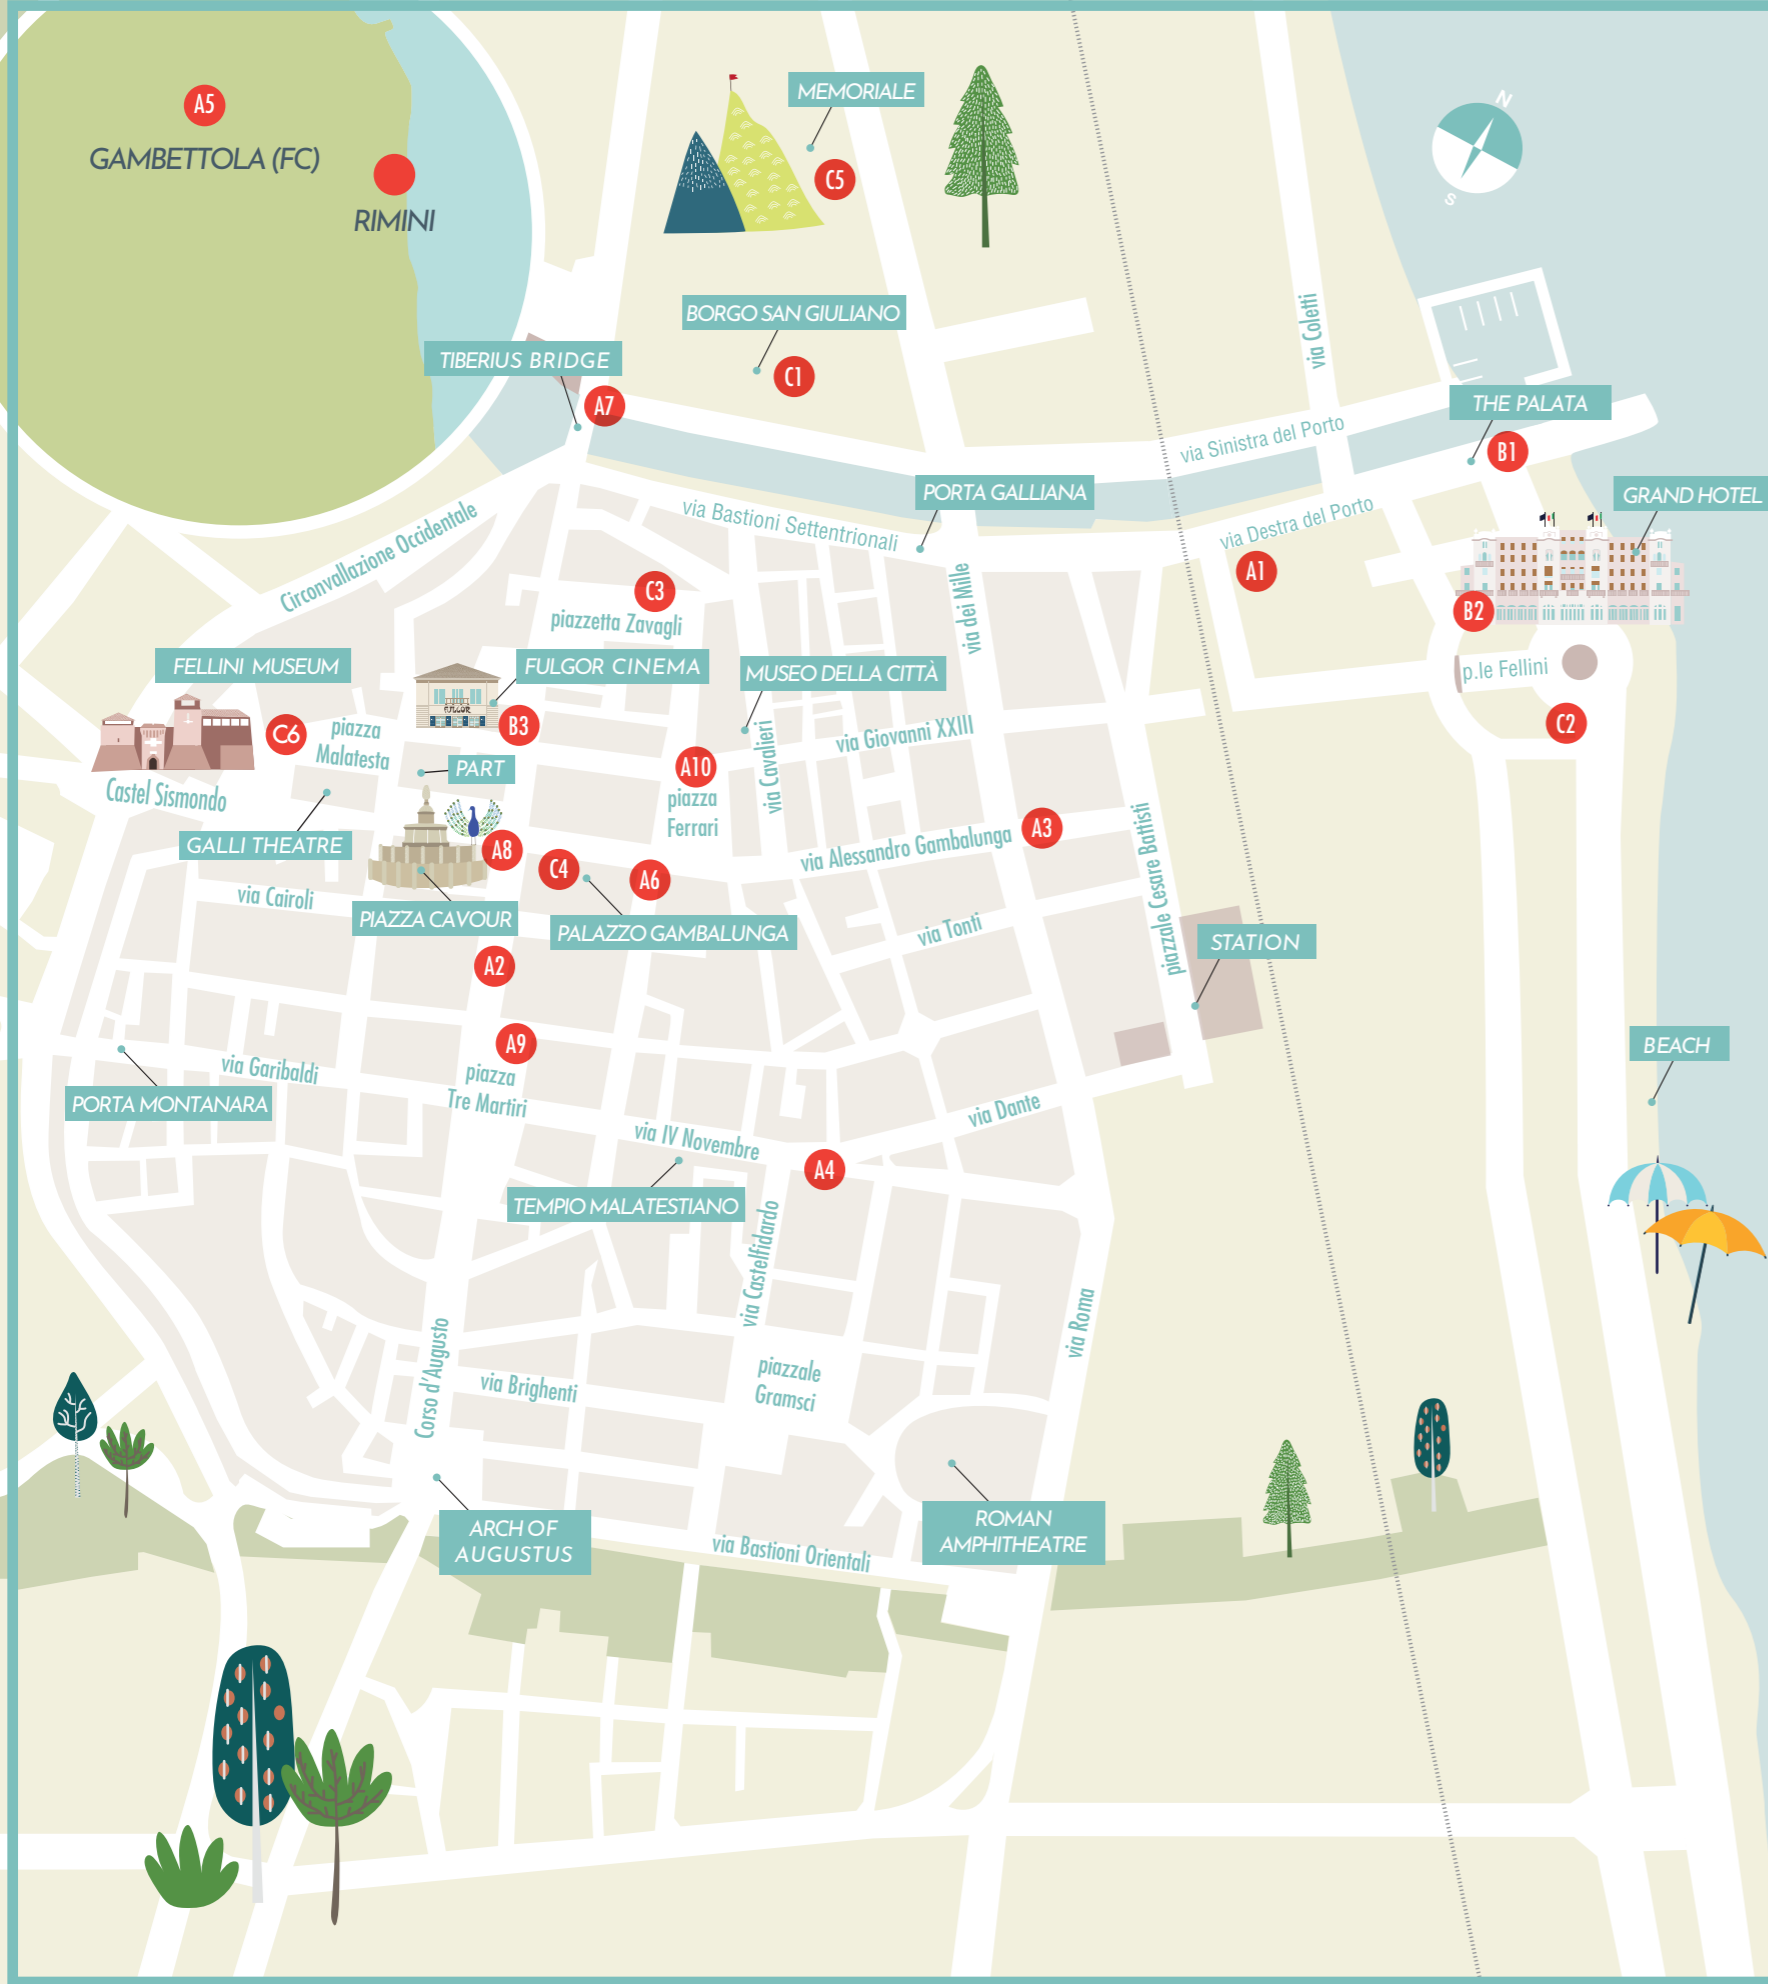 A5
GAMBETTOLA (FC)
RIMINI
MEMORIALE
C5
N
S
BORGO SAN GIULIANO
C1
TIBERIUS BRIDGE
A7
via Coletti
via Sinistra del Porto
THE PALATA
B1
GRAND HOTEL
PORTA GALLIANA
via Bastioni Settentrionali
via Destra del Porto
A1
Circonvallazione Occidentale
C3
piazzetta Zavagli
via dei Mille
B2
p.le Fellini
C2
FELLINI MUSEUM
FULGOR CINEMA
FULGOR
MUSEO DELLA CITTÀ
C6
piazza
Malatesta
B3
via Cavalieri
via Giovanni XXIII
PART
A10
piazza
Ferrari
Castel Sismondo
GALLI THEATRE
A8
C4
A6
via Alessandro Gambalunga
A3
piazzale Cesare Battisti
via Cairoli
PIAZZA CAVOUR
PALAZZO GAMBALUNGA
via Tonti
STATION
A2
A9
piazza
Tre Martiri
via Garibaldi
PORTA MONTANARA
BEACH
via Dante
via IV Novembre
A4
TEMPIO MALATESTIANO
via Castelfidardo
via Roma
Corso d'Augusto
via Brighenti
piazzale
Gramsci
ARCH OF
AUGUSTUS
ROMAN
AMPHITHEATRE
via Bastioni Orientali